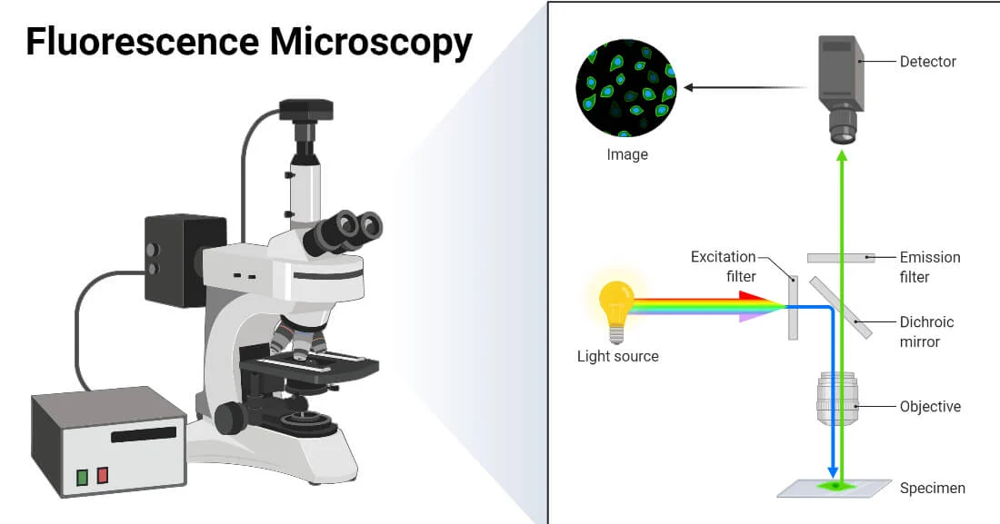 Fluorescence Microscopy
Detector
Image
Excitation
filter
Emission
filter
Light source
Dichroic
mirror
Objective
Specimen